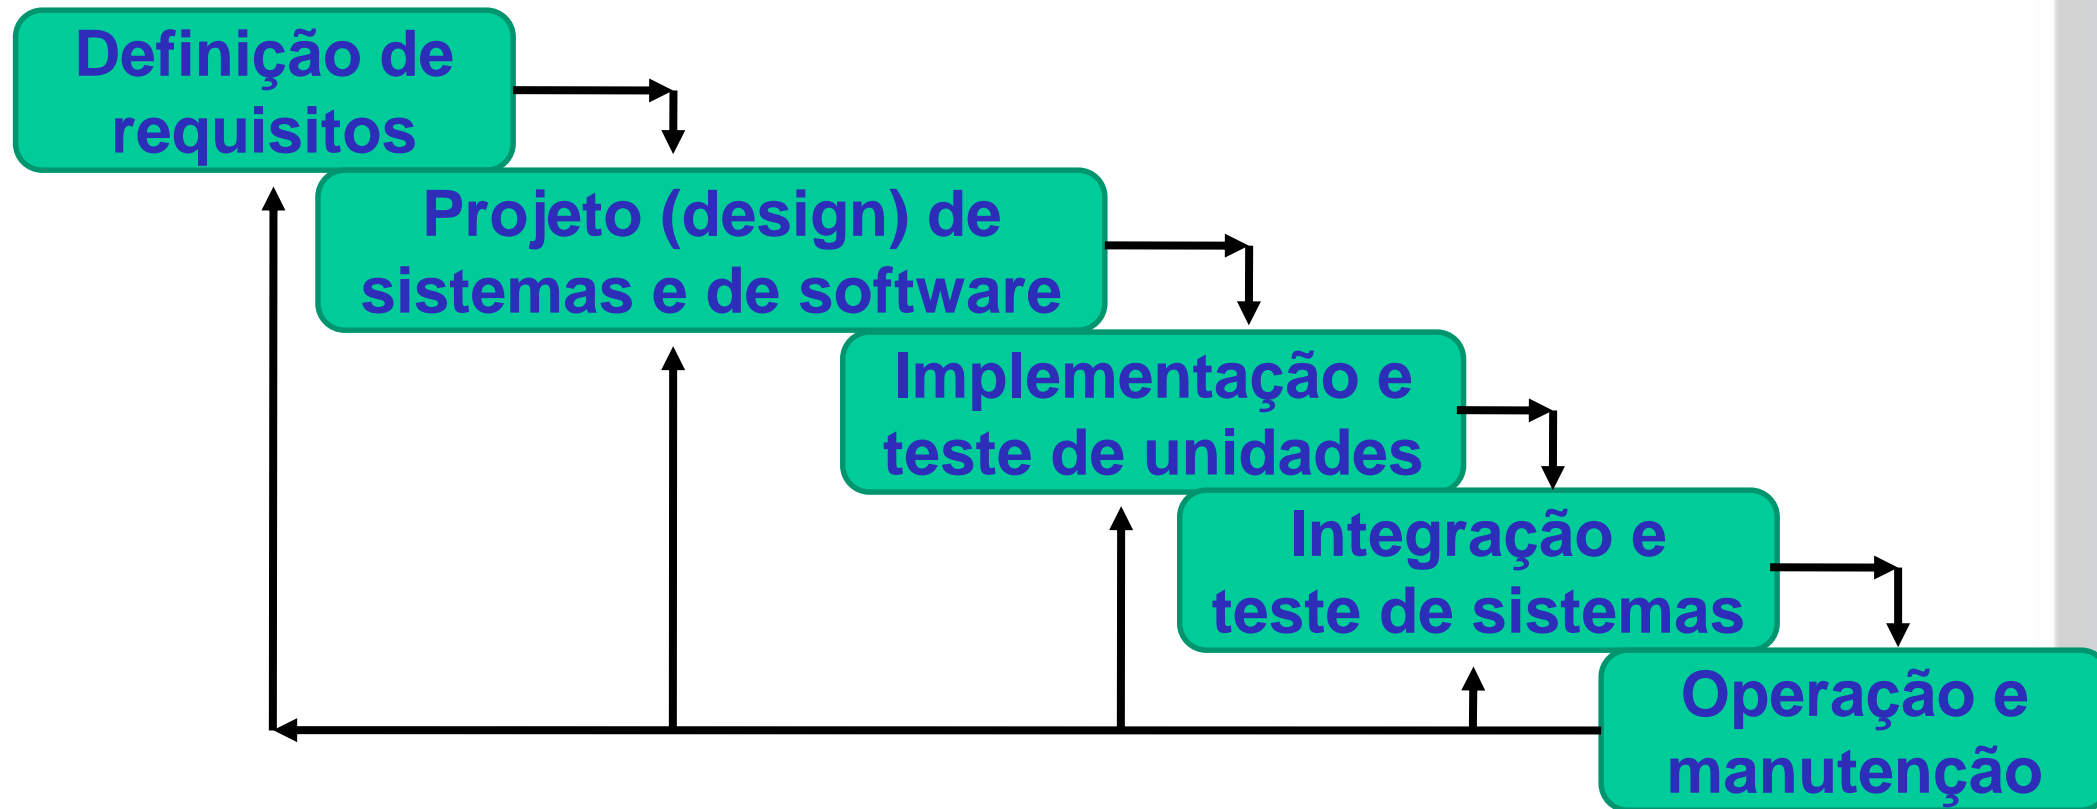 Definição de
requisitos
Projeto (design) de
sistemas e de software
Implementação e
teste de unidades
Integração e
teste de sistemas
Operação e
manutenção